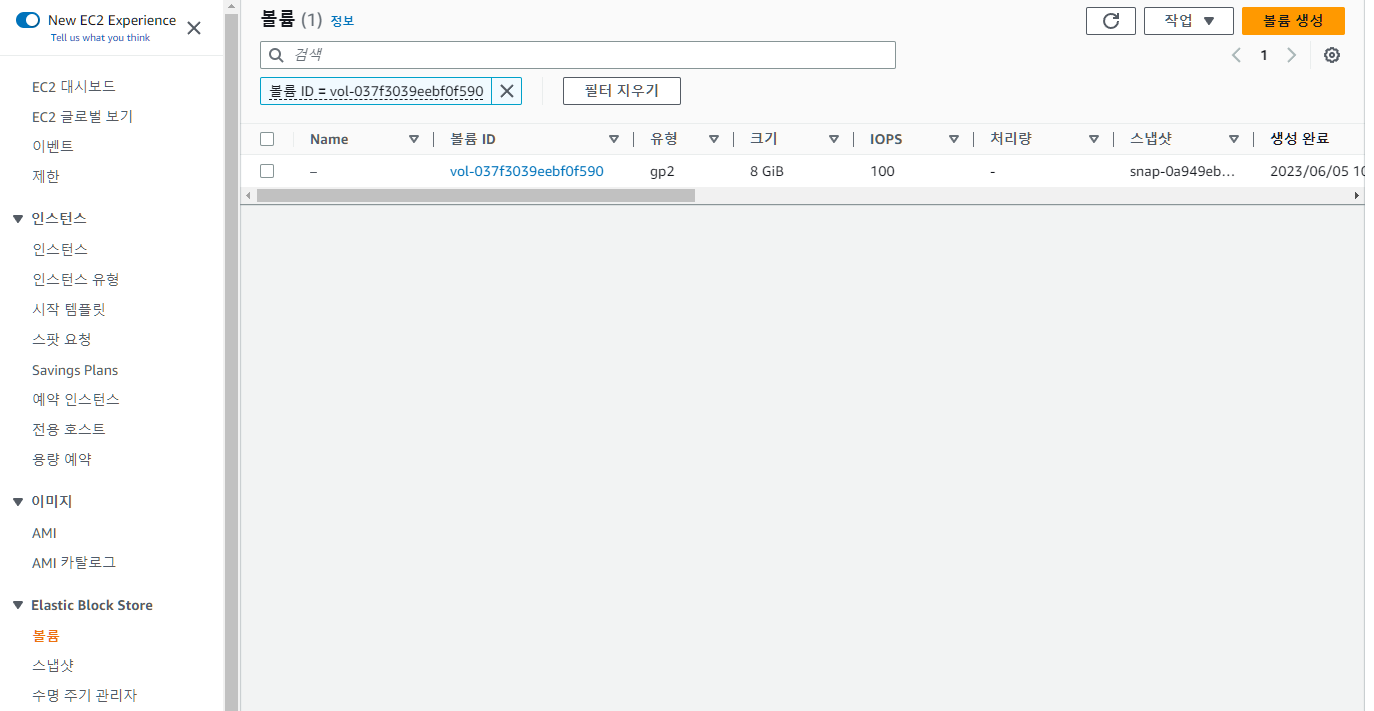 New EC2 Experience
Tell us what you think
EC2 대시보드
EC2 글로벌 보기
이벤트
제한
인스턴스
인스턴스
인스턴스 유형
시작 템플릿
스팟 요청
Savings Plans
예약 인스턴스
전용 호스트
용량 예약
이미지
AMI
AMI 카탈로그
Elastic Block Store
볼륨
스냅샷
수명 주기 관리자
볼륨 (1) 정보
작업
볼륨 생성
검색
1
볼륨 ID = vol-037f3039eebf0f590
필터 지우기
Name 볼륨 ID 유형 크기 IOPS 처리량 스냅샷 생성 완료
– vol-037f3039eebf0f590 gp2 8 GiB 100 - snap-0a949eb... 2023/06/05 10